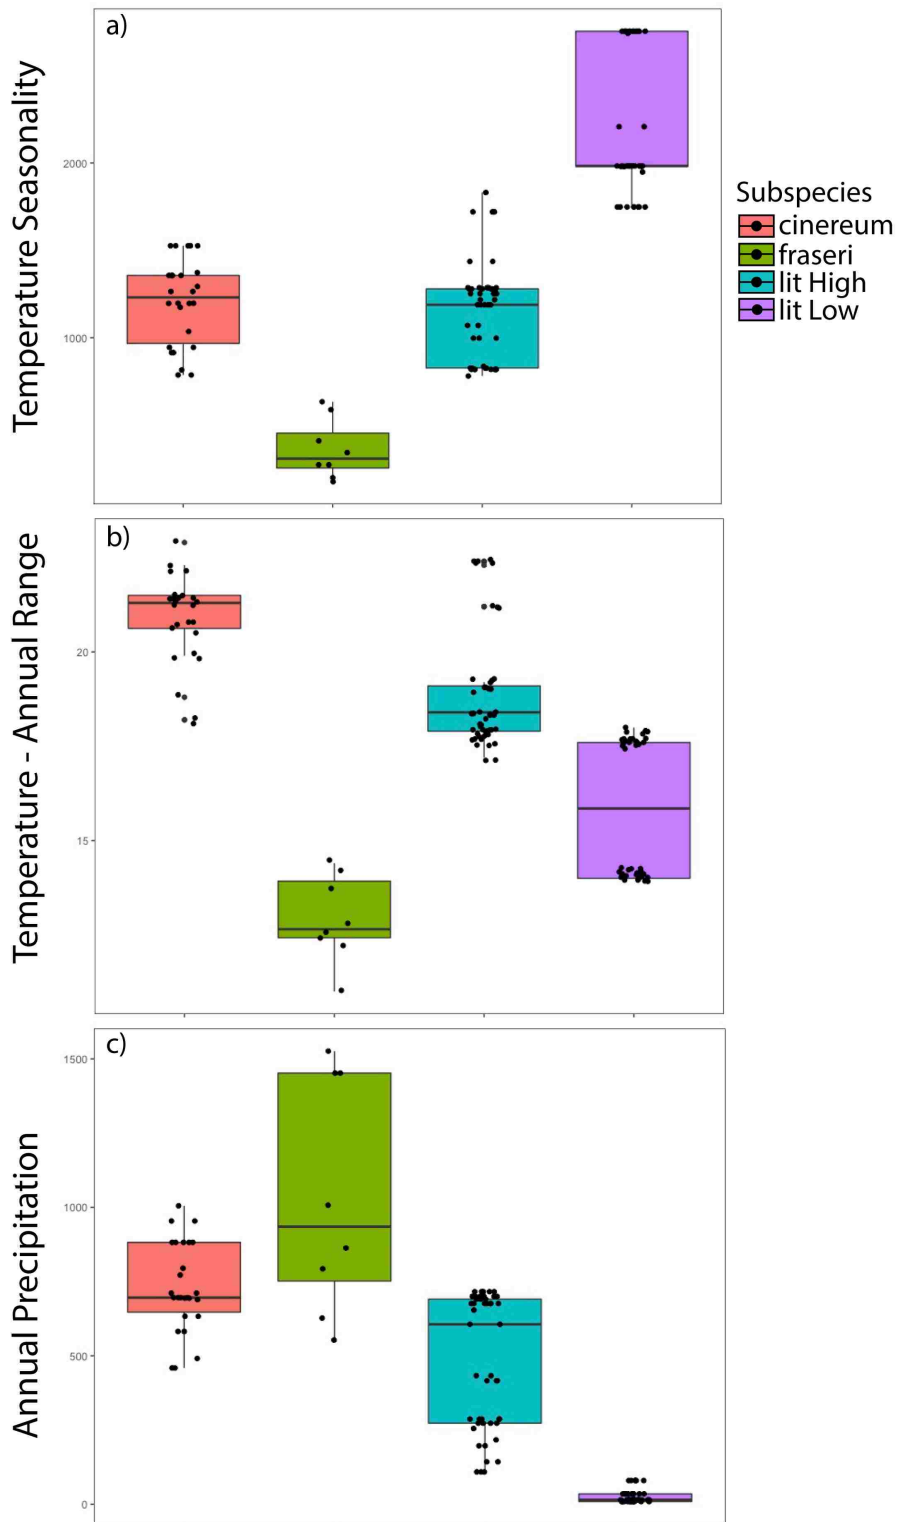 a)
Temperature Seasonality
2000
1000
Subspecies
cinereum
fraseri
lit High
lit Low
b)
Temperature - Annual Range
20
15
c)
Annual Precipitation
1500
1000
500
0